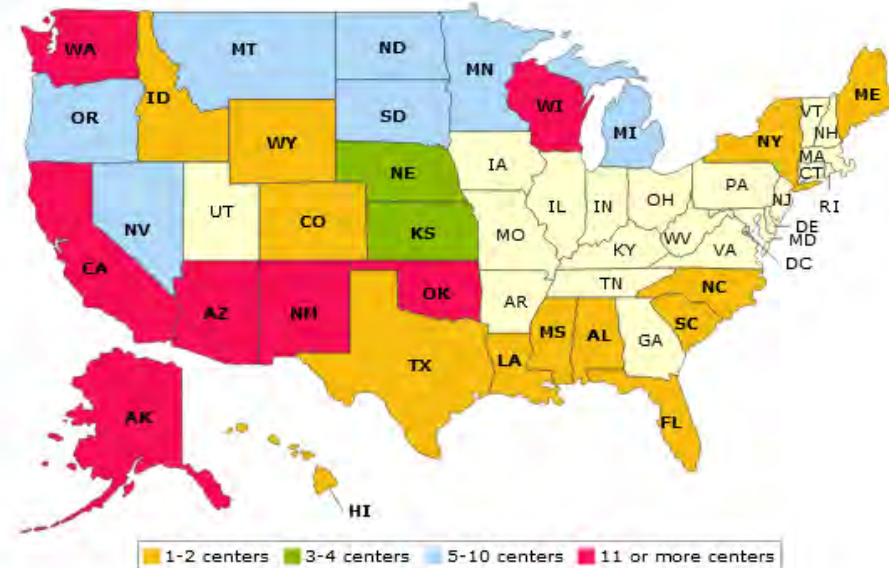 WA
MT
ND
MN
ME
VT
NH
OR
ID
SD
WI
MI
NY
MA
CT
WY
RI
IA
NE
PA
NJ
UT
IL
IN
OH
DE
NV
CO
KS
MO
WV
MD
KY
VA
DC
CA
TN
NC
OK
AR
AZ
NM
SC
MS
AL
GA
TX
LA
FL
AK
HI
1-2 centers 3-4 centers 5-10 centers 11 or more centers